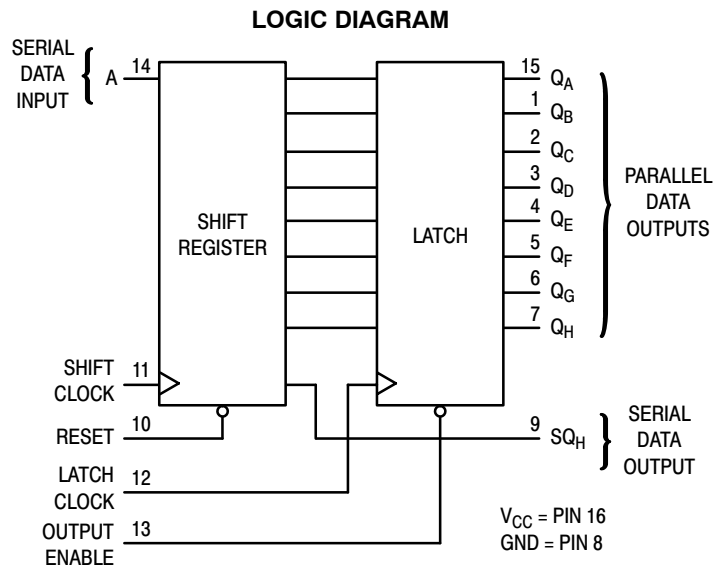 LOGIC DIAGRAM
SERIAL
DATA
INPUT
A
14
SHIFT
REGISTER
LATCH
15
QA
1
QB
2
QC
3
QD
4
QE
5
QF
6
QG
7
QH
PARALLEL
DATA
OUTPUTS
SHIFT
CLOCK
11
RESET
10
LATCH
CLOCK
12
OUTPUT
ENABLE
13
9
SQH
SERIAL
DATA
OUTPUT
VCC = PIN 16
GND = PIN 8